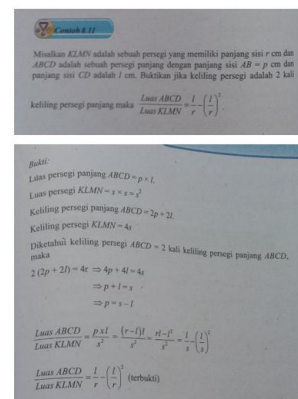 Contoh 8.11
Misalkan KLMN adalah sebuah persegi yang memiliki panjang sisi r cm dan
ABCD adalah sebuah persegi panjang dengan panjang sisi AB = p cm dan
panjang sisi CD adalah l cm. Buktikan jika keliling persegi adalah 2 kali
keliling persegi panjang maka Luas ABCD / Luas KLMN = l/r − (l/r)²
Bukti:
Luas persegi panjang ABCD = p × l.
Luas persegi KLMN = s × s = s²
Keliling persegi panjang ABCD = 2p + 2l.
Keliling persegi KLMN = 4s
Diketahui keliling persegi ABCD = 2 kali keliling persegi panjang ABCD,
maka
2 (2p + 2l) = 4r ⇒ 4p + 4l = 4s
⇒ p + l = s
⇒ p = s − l
Luas ABCD / Luas KLMN = p x l / s² = (r − l)l / s² = rl − l² / s² = l/s − (l/s)²
Luas ABCD / Luas KLMN = l/r − (l/r)² (terbukti)